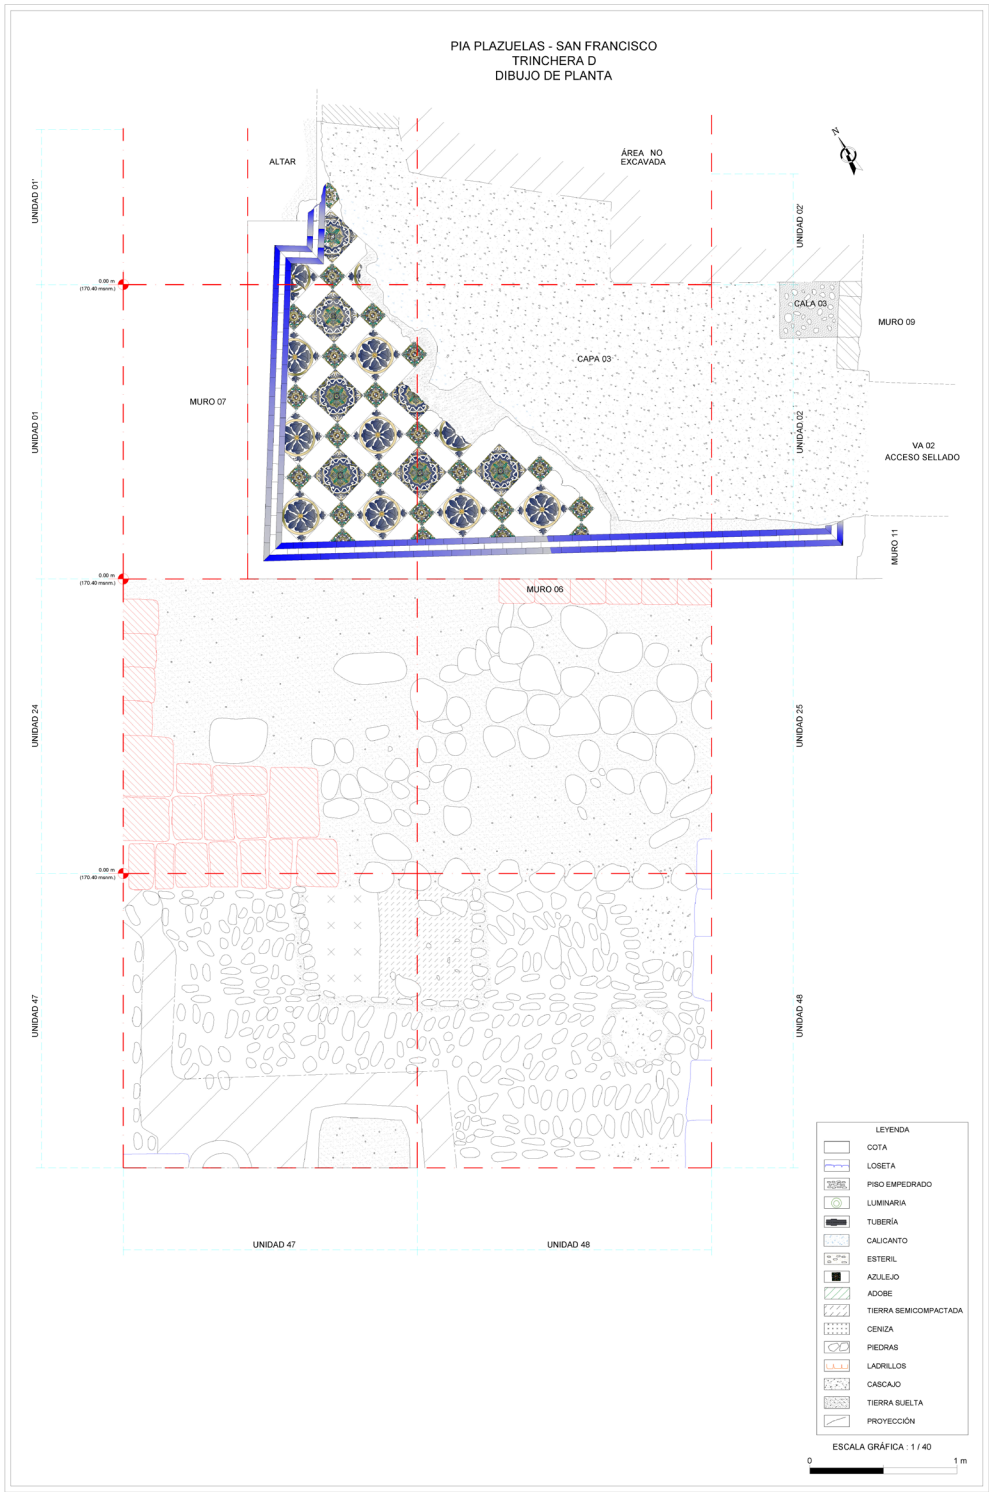 PIA PLAZUELAS - SAN FRANCISCO
TRINCHERA D
DIBUJO DE PLANTA
N
ALTAR
ÁREA NO
EXCAVADA
UNIDAD 01'
UNIDAD 02'
0.00 m
(170.40 msnm.)
CALA 03
MURO 09
CAPA 03
MURO 07
UNIDAD 01
UNIDAD 02
VA 02
ACCESO SELLADO
MURO 11
0.00 m
(170.40 msnm.)
MURO 06
UNIDAD 24
UNIDAD 25
0.00 m
(170.40 msnm.)
UNIDAD 47
UNIDAD 48
UNIDAD 47
UNIDAD 48
LEYENDA
COTA
LOSETA
PISO EMPEDRADO
LUMINARIA
TUBERÍA
CALICANTO
ESTERIL
AZULEJO
ADOBE
TIERRA SEMICOMPACTADA
CENIZA
PIEDRAS
LADRILLOS
CASCAJO
TIERRA SUELTA
PROYECCIÓN
ESCALA GRÁFICA : 1 / 40
0 1 m